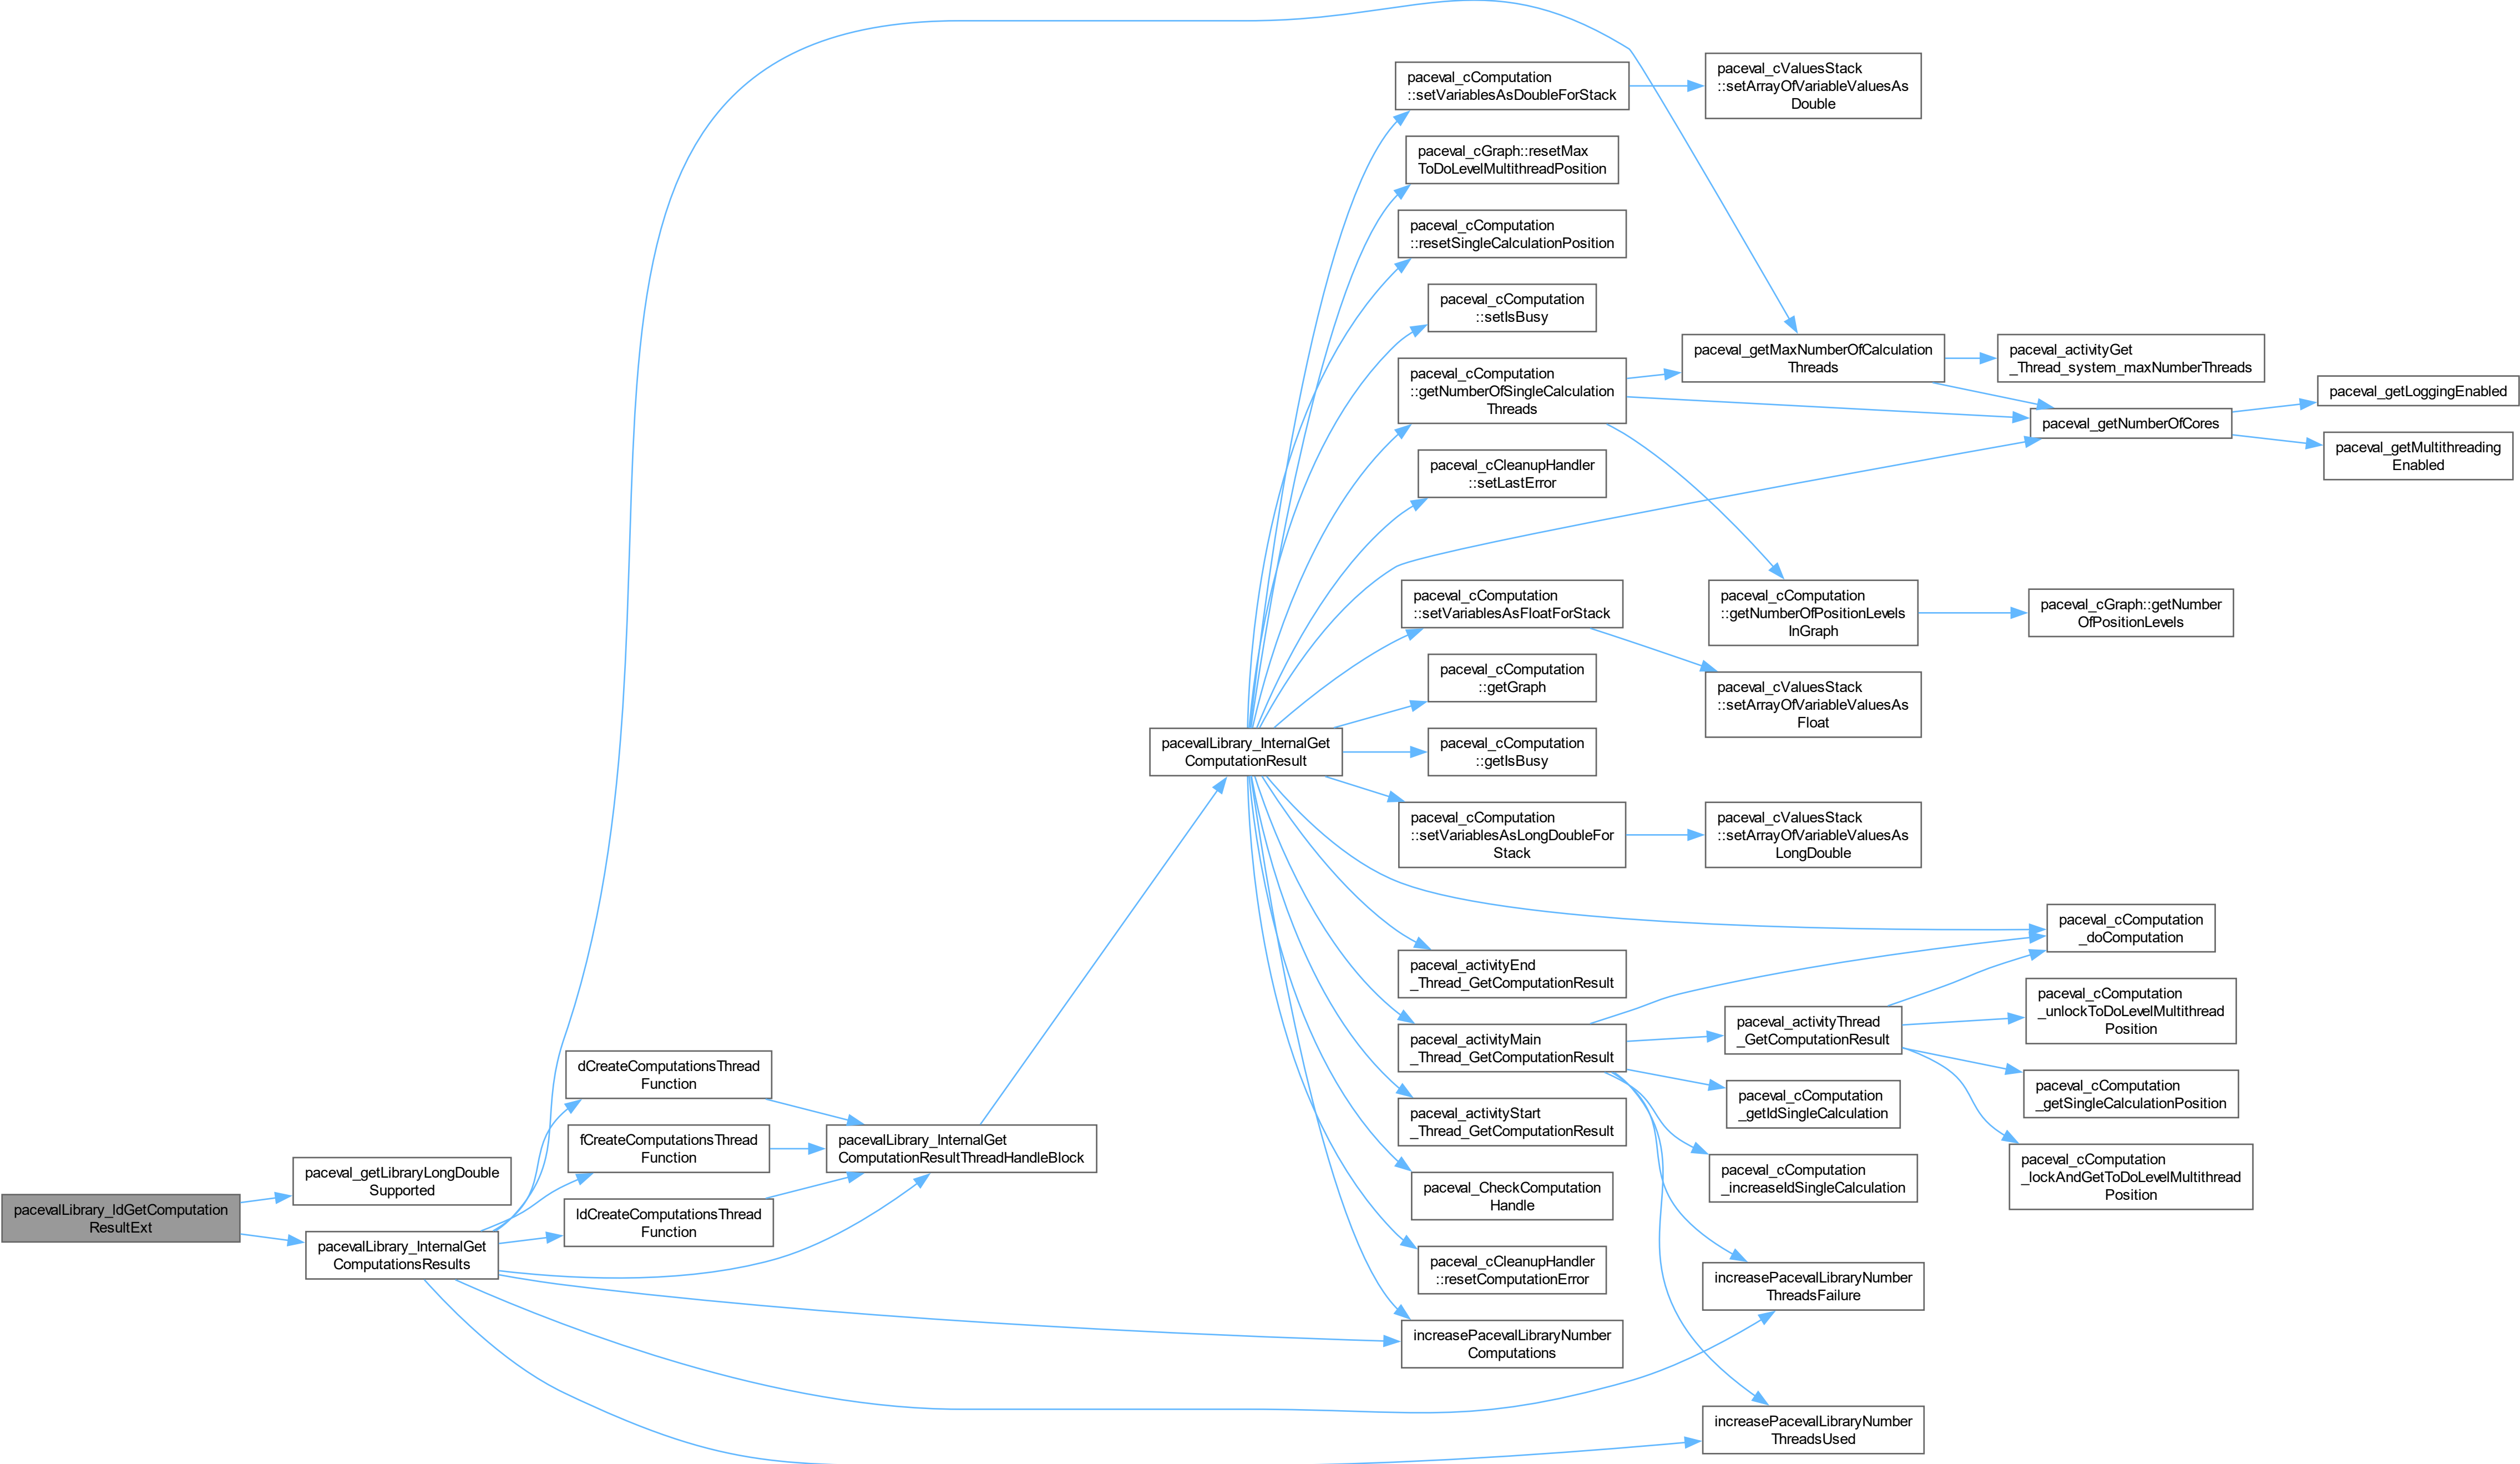 pacevalLibrary_ldGetComputation
ResultExt
paceval_getLibraryLongDouble
Supported
pacevalLibrary_InternalGet
ComputationsResults
dCreateComputationsThread
Function
fCreateComputationsThread
Function
ldCreateComputationsThread
Function
pacevalLibrary_InternalGet
ComputationResultThreadHandleBlock
pacevalLibrary_InternalGet
ComputationResult
paceval_cComputation
::setVariablesAsDoubleForStack
paceval_cGraph::resetMax
ToDoLevelMultithreadPosition
paceval_cComputation
::resetSingleCalculationPosition
paceval_cComputation
::setIsBusy
paceval_cComputation
::getNumberOfSingleCalculation
Threads
paceval_cCleanupHandler
::setLastError
paceval_cComputation
::setVariablesAsFloatForStack
paceval_cComputation
::getGraph
paceval_cComputation
::getIsBusy
paceval_cComputation
::setVariablesAsLongDoubleFor
Stack
paceval_activityEnd
_Thread_GetComputationResult
paceval_activityMain
_Thread_GetComputationResult
paceval_activityStart
_Thread_GetComputationResult
paceval_CheckComputation
Handle
paceval_cCleanupHandler
::resetComputationError
increasePacevalLibraryNumber
Computations
paceval_cValuesStack
::setArrayOfVariableValuesAs
Double
paceval_getMaxNumberOfCalculation
Threads
paceval_cComputation
::getNumberOfPositionLevels
InGraph
paceval_cValuesStack
::setArrayOfVariableValuesAs
Float
paceval_cValuesStack
::setArrayOfVariableValuesAs
LongDouble
paceval_activityThread
_GetComputationResult
paceval_cComputation
_getIdSingleCalculation
paceval_cComputation
_increaseIdSingleCalculation
increasePacevalLibraryNumber
ThreadsFailure
increasePacevalLibraryNumber
ThreadsUsed
paceval_activityGet
_Thread_system_maxNumberThreads
paceval_getNumberOfCores
paceval_cGraph::getNumber
OfPositionLevels
paceval_cComputation
_doComputation
paceval_cComputation
_unlockToDoLevelMultithread
Position
paceval_cComputation
_getSingleCalculationPosition
paceval_cComputation
_lockAndGetToDoLevelMultithread
Position
paceval_getLoggingEnabled
paceval_getMultithreading
Enabled